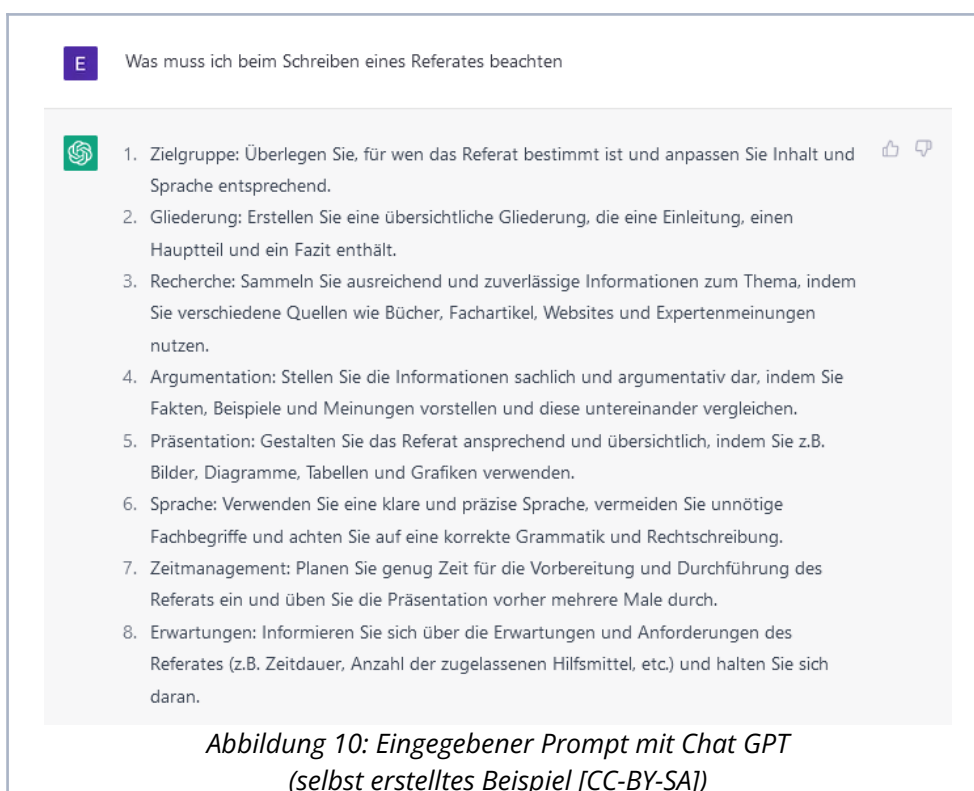 E
Was muss ich beim Schreiben eines Referates beachten
1. Zielgruppe: Überlegen Sie, für wen das Referat bestimmt ist und anpassen Sie Inhalt und
Sprache entsprechend.
2. Gliederung: Erstellen Sie eine übersichtliche Gliederung, die eine Einleitung, einen
Hauptteil und ein Fazit enthält.
3. Recherche: Sammeln Sie ausreichend und zuverlässige Informationen zum Thema, indem
Sie verschiedene Quellen wie Bücher, Fachartikel, Websites und Expertenmeinungen
nutzen.
4. Argumentation: Stellen Sie die Informationen sachlich und argumentativ dar, indem Sie
Fakten, Beispiele und Meinungen vorstellen und diese untereinander vergleichen.
5. Präsentation: Gestalten Sie das Referat ansprechend und übersichtlich, indem Sie z.B.
Bilder, Diagramme, Tabellen und Grafiken verwenden.
6. Sprache: Verwenden Sie eine klare und präzise Sprache, vermeiden Sie unnötige
Fachbegriffe und achten Sie auf eine korrekte Grammatik und Rechtschreibung.
7. Zeitmanagement: Planen Sie genug Zeit für die Vorbereitung und Durchführung des
Referats ein und üben Sie die Präsentation vorher mehrere Male durch.
8. Erwartungen: Informieren Sie sich über die Erwartungen und Anforderungen des
Referates (z.B. Zeitdauer, Anzahl der zugelassenen Hilfsmittel, etc.) und halten Sie sich
daran.
Abbildung 10: Eingegebener Prompt mit Chat GPT
(selbst erstelltes Beispiel [CC-BY-SA])